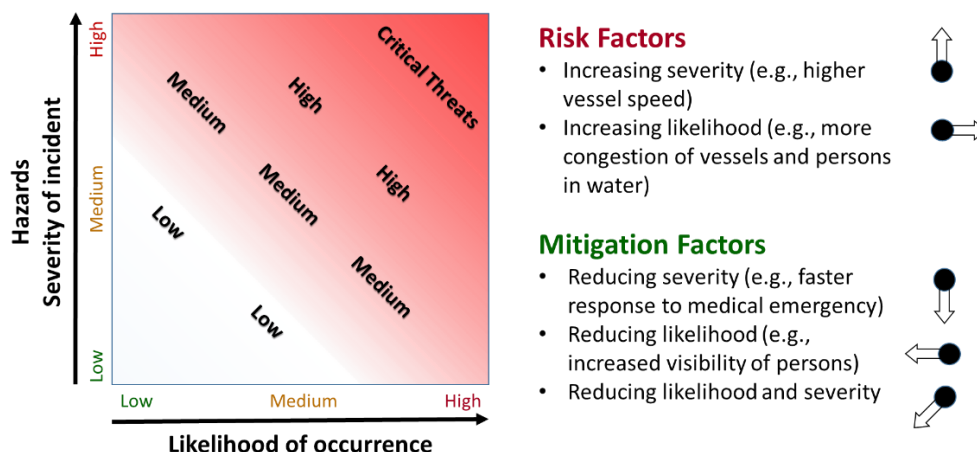 Hazards
Severity of incident
High
Medium
Low
Critical Threats
High
Medium
High
Medium
Low
Medium
Low
Low
Medium
High
Likelihood of occurrence
Risk Factors
• Increasing severity (e.g., higher
vessel speed)
• Increasing likelihood (e.g., more
congestion of vessels and persons
in water)
Mitigation Factors
• Reducing severity (e.g., faster
response to medical emergency)
• Reducing likelihood (e.g.,
increased visibility of persons)
• Reducing likelihood and severity